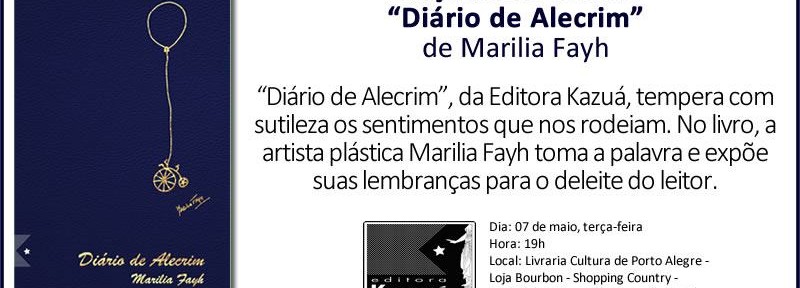 “Diário de Alecrim”
de Marilia Fayh
“Diário de Alecrim”, da Editora Kazuá, tempera com
sutileza os sentimentos que nos rodeiam. No livro, a
artista plástica Marilia Fayh toma a palavra e expõe
suas lembranças para o deleite do leitor.
Marilia Fayh
Diário de Alecrim
Marilia Fayh
editora
Dia: 07 de maio, terça-feira
Hora: 19h
Local: Livraria Cultura de Porto Alegre -
Loja Bourbon - Shopping Country -